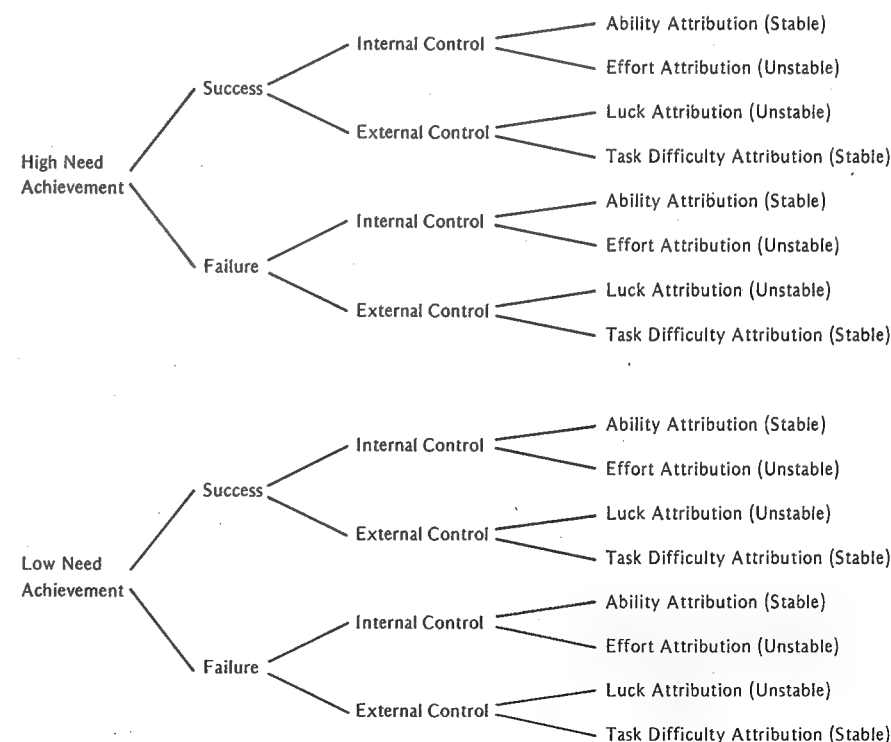 Ability Attribution (Stable)
Internal Control
Effort Attribution (Unstable)
Success
Luck Attribution (Unstable)
External Control
Task Difficulty Attribution (Stable)
High Need
Achievement
Ability Attribution (Stable)
Internal Control
Effort Attribution (Unstable)
Failure
Luck Attribution (Unstable)
External Control
Task Difficulty Attribution (Stable)
Ability Attribution (Stable)
Internal Control
Effort Attribution (Unstable)
Success
Luck Attribution (Unstable)
External Control
Task Difficulty Attribution (Stable)
Low Need
Achievement
Ability Attribution (Stable)
Internal Control
Effort Attribution (Unstable)
Failure
Luck Attribution (Unstable)
External Control
Task Difficulty Attribution (Stable)